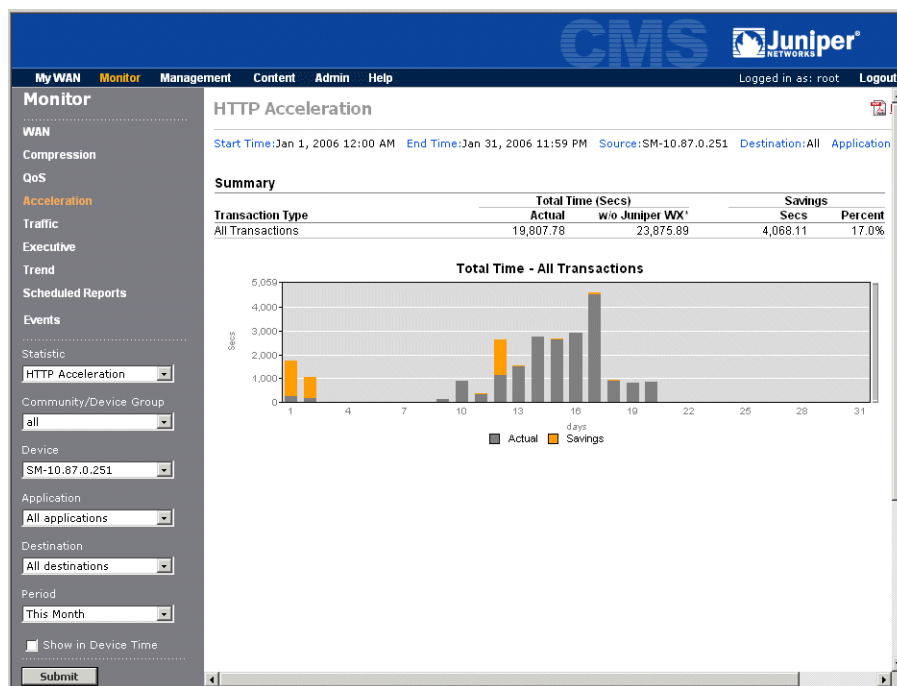 CMS
Juniper®
NETWORKS
My WAN Monitor Management Content Admin Help Logged in as: root Logout
Monitor
WAN
Compression
QoS
Acceleration
Traffic
Executive
Trend
Scheduled Reports
Events
Statistic
HTTP Acceleration
Community/Device Group
all
Device
SM-10.87.0.251
Application
All applications
Destination
All destinations
Period
This Month
Show in Device Time
Submit
HTTP Acceleration
Start Time:Jan 1, 2006 12:00 AM End Time:Jan 31, 2006 11:59 PM Source:SM-10.87.0.251 Destination:All Application
Summary
Total Time (Secs) Savings
Transaction Type Actual w/o Juniper WX* Secs Percent
All Transactions 19,807.78 23,875.89 4,068.11 17.0%
Total Time - All Transactions
5,059
4,000
3,000
2,000
1,000
0
Secs
1 4 7 10 13 16 19 22 25 28 31
days
Actual Savings